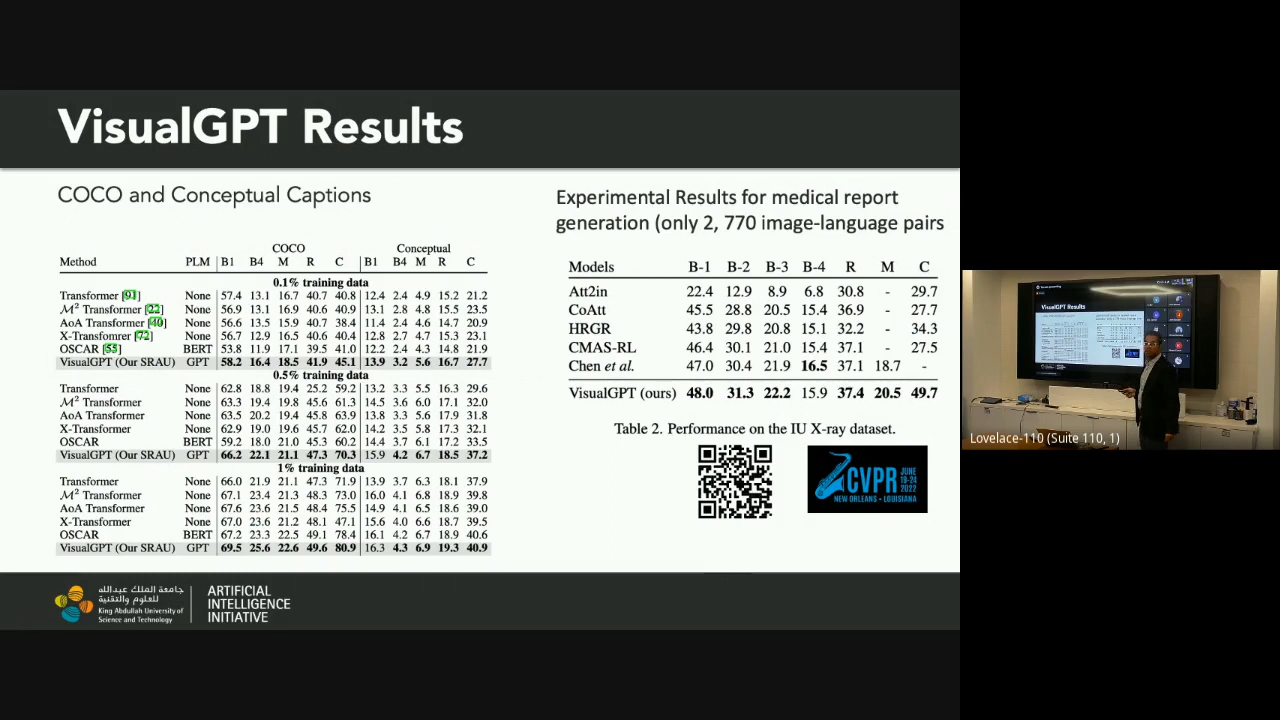 VisualGPT Results
COCO and Conceptual Captions
COCO Conceptual
Method PLM B1 B4 M R C B1 B4 M R C
0.1% training data
Transformer [91] None 57.4 13.1 16.7 40.7 40.8 12.4 2.4 4.9 15.2 21.2
M² Transformer [22] None 56.9 13.1 16.9 40.6 40.9 13.1 2.8 4.8 15.5 23.5
AoA Transformer [40] None 56.6 13.5 15.9 40.7 38.4 11.4 2.4 4.6 14.7 20.9
X-Transfomrer [72] None 56.7 12.9 16.5 40.6 40.4 12.8 2.7 4.7 15.3 23.1
OSCAR [55] BERT 53.8 11.9 17.1 39.5 41.0 12.2 2.4 4.3 14.8 21.9
VisualGPT (Our SRAU) GPT 58.2 16.4 18.5 41.9 45.1 13.9 3.2 5.6 16.7 27.7
0.5% training data
Transformer None 62.8 18.8 19.4 25.2 59.2 13.2 3.3 5.5 16.3 29.6
M² Transformer None 63.3 19.4 19.8 45.6 61.3 14.5 3.6 6.0 17.1 32.0
AoA Transformer None 63.5 20.2 19.4 45.8 63.9 13.8 3.3 5.6 17.9 31.8
X-Transformer None 62.9 19.0 19.6 45.7 62.0 14.2 3.5 5.8 17.3 32.1
OSCAR BERT 59.2 18.0 21.0 45.3 60.2 14.4 3.7 6.1 17.2 33.5
VisualGPT (Our SRAU) GPT 66.2 22.1 21.1 47.3 70.3 15.9 4.2 6.7 18.5 37.2
1% training data
Transformer None 66.0 21.9 21.1 47.3 71.9 13.9 3.7 6.3 18.1 37.9
M² Transformer None 67.1 23.4 21.3 48.3 73.0 16.0 4.1 6.8 18.9 39.8
AoA Transformer None 67.6 23.6 21.5 48.4 75.5 14.9 4.1 6.5 18.6 39.0
X-Transformer None 67.0 23.6 21.2 48.1 47.1 15.6 4.0 6.6 18.7 39.5
OSCAR BERT 67.2 23.3 22.5 49.1 78.4 16.1 4.2 6.7 18.9 40.6
VisualGPT (Our SRAU) GPT 69.5 25.6 22.6 49.6 80.9 16.3 4.3 6.9 19.3 40.9
Experimental Results for medical report
generation (only 2, 770 image-language pairs
Models B-1 B-2 B-3 B-4 R M C
Att2in 22.4 12.9 8.9 6.8 30.8 - 29.7
CoAtt 45.5 28.8 20.5 15.4 36.9 - 27.7
HRGR 43.8 29.8 20.8 15.1 32.2 - 34.3
CMAS-RL 46.4 30.1 21.0 15.4 37.1 - 27.5
Chen et al. 47.0 30.4 21.9 16.5 37.1 18.7 -
VisualGPT (ours) 48.0 31.3 22.2 15.9 37.4 20.5 49.7
Table 2. Performance on the IU X-ray dataset.
CVPR JUNE
19-24
2022
NEW ORLEANS • LOUISIANA
جامعة الملك عبدالله
للعلوم والتقنية
King Abdullah University of
Science and Technology
ARTIFICIAL
INTELLIGENCE
INITIATIVE
VisualGPT Results
Lovelace-110 (Suite 110, 1)